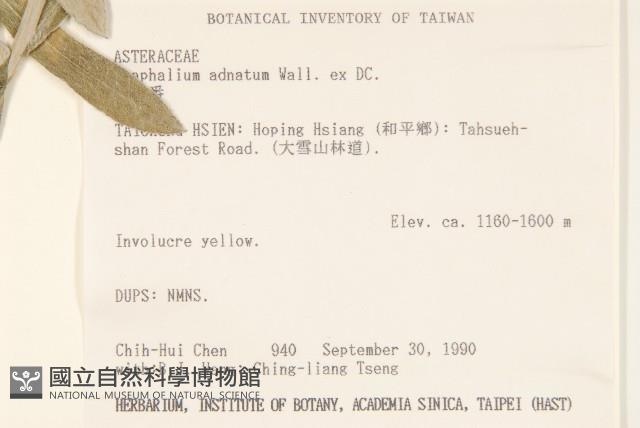 BOTANICAL INVENTORY OF TAIWAN
ASTERACEAE
aphalium adnatum Wall. ex DC.
HSIEN: Hoping Hsiang (和平鄉): Tahsueh-
shan Forest Road. (大雪山林道).
Elev. ca. 1160-1600 m
Involucre yellow.
DUPS: NMNS.
Chih-Hui Chen 940 September 30, 1990
Ching-liang Tseng
國立自然科學博物館
NATIONAL MUSEUM OF NATURAL SCIENCE
HERBARIUM, INSTITUTE OF BOTANY, ACADEMIA SINICA, TAIPEI (HAST)